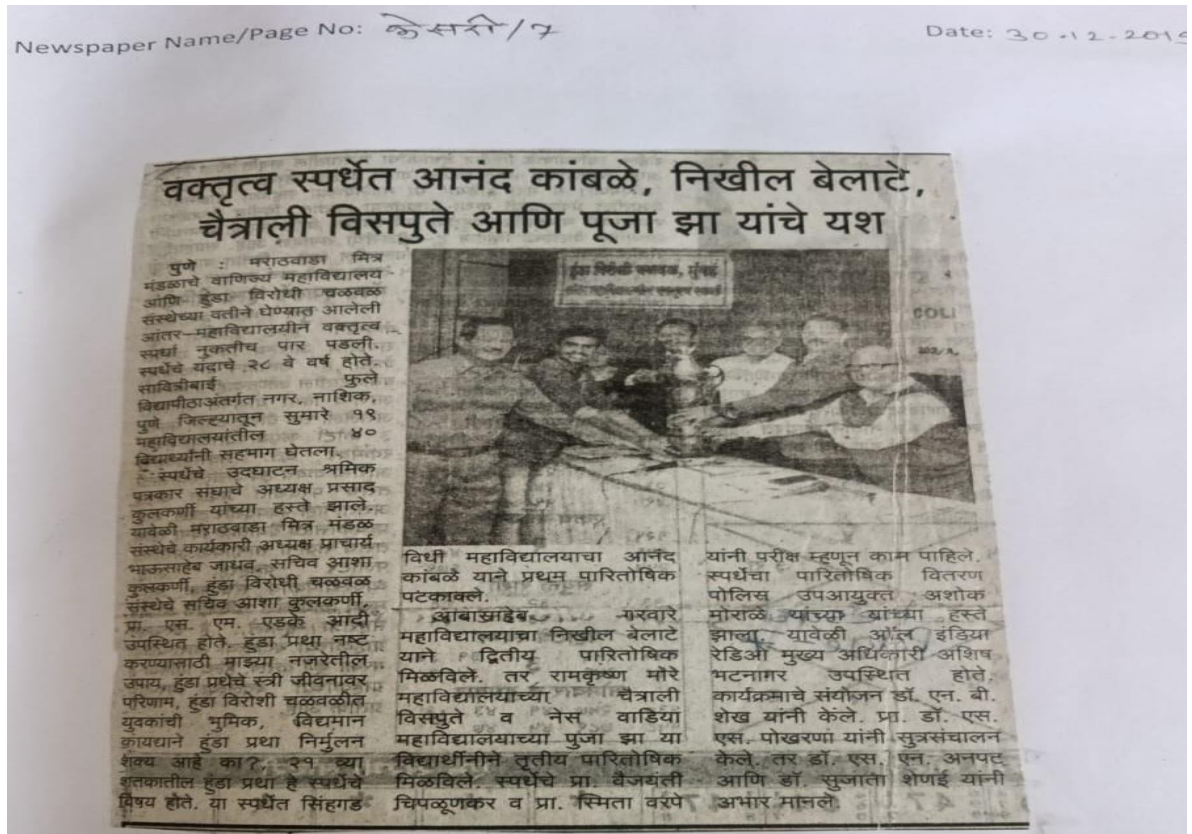 Newspaper Name/Page No: केसरी/7
Date: 30.12.2019
वक्तृत्व स्पर्धेत आनंद कांबळे, निखील बेलाटे,
चैत्राली विसपुते आणि पूजा झा यांचे यश
पुणे : मराठवाडा मित्र
मंडळाचे वाणिज्य महाविद्यालय
आणि हुंडा विरोधी चळवळ
संस्थेच्या वतीने घेण्यात आलेली
आंतर-महाविद्यालयीन वक्तृत्व
स्पर्धा नुकतीच पार पडली.
स्पर्धेचे यदाचे २८ वे वर्ष होते.
सावित्रीबाई फुले
विद्यापीठाअंतर्गत नगर, नाशिक,
पुणे जिल्ह्यातून सुमारे १९
महाविद्यालयांतील ४०
विद्यार्थ्यांनी सहभाग घेतला.
स्पर्धेचे उदघाटन श्रमिक
पत्रकार संघाचे अध्यक्ष प्रसाद
कुलकर्णी यांच्या हस्ते झाले.
यावेळी मराठवाडा मित्र मंडळ
संस्थेचे कार्यकारी अध्यक्ष प्राचार्य
भाऊसाहेब जाधव, सचिव आशा
कुलकर्णी, हुंडा विरोधी चळवळ
संस्थेचे सचिव आशा कुलकर्णी,
प्रा. एस. एम. एडके आदी
उपस्थित होते. हुंडा प्रथा नष्ट
करण्यासाठी माझ्या नजरेतील
उपाय, हुंडा प्रथेचे स्त्री जीवनावर
परिणाम, हुंडा विरोशी चळवळीत
युवकांची भुमिक, विद्यमान
कायद्याने हुंडा प्रथा निर्मुलन
शक्य आहे का?, २१ व्या
शतकातील हुंडा प्रथा हे स्पर्धेचे
विषय होते. या स्पर्धेत सिंहगड
हुंडा विरोधी चळवळ, मुंबई
विधी महाविद्यालयाचा आनंद
कांबळे याने प्रथम पारितोषिक
पटकावले.
आबासाहेब गरवारे
महाविद्यालयाचा निखील बेलाटे
याने द्वितीय पारितोषिक
मिळविले. तर रामकृष्ण मोरे
महाविद्यालयाच्या चैत्राली
विसपुते व नेस वाडिया
महाविद्यालयाच्या पुजा झा या
विद्यार्थीनीने तृतीय पारितोषिक
मिळविले. स्पर्धेचे प्रा. वैजयंती
चिपळूणकर व प्रा. स्मिता वरपे
यांनी परीक्ष म्हणून काम पाहिले.
स्पर्धेचा पारितोषिक वितरण
पोलिस उपआयुक्त अशोक
मोराळे यांच्या यांच्या हस्ते
झाला. यावेळी ऑल इंडिया
रेडिओ मुख्य अधिकारी अशिष
भटनागर उपस्थित होते.
कार्यक्रमाचे संयोजन डॉ. एन. बी.
शेख यांनी केले. प्रा. डॉ. एस.
एस. पोखरणा यांनी सुत्रसंचालन
केले. तर डॉ. एस. एन. अनपट
आणि डॉ. सुजाता शेणई यांनी
अभार मानले